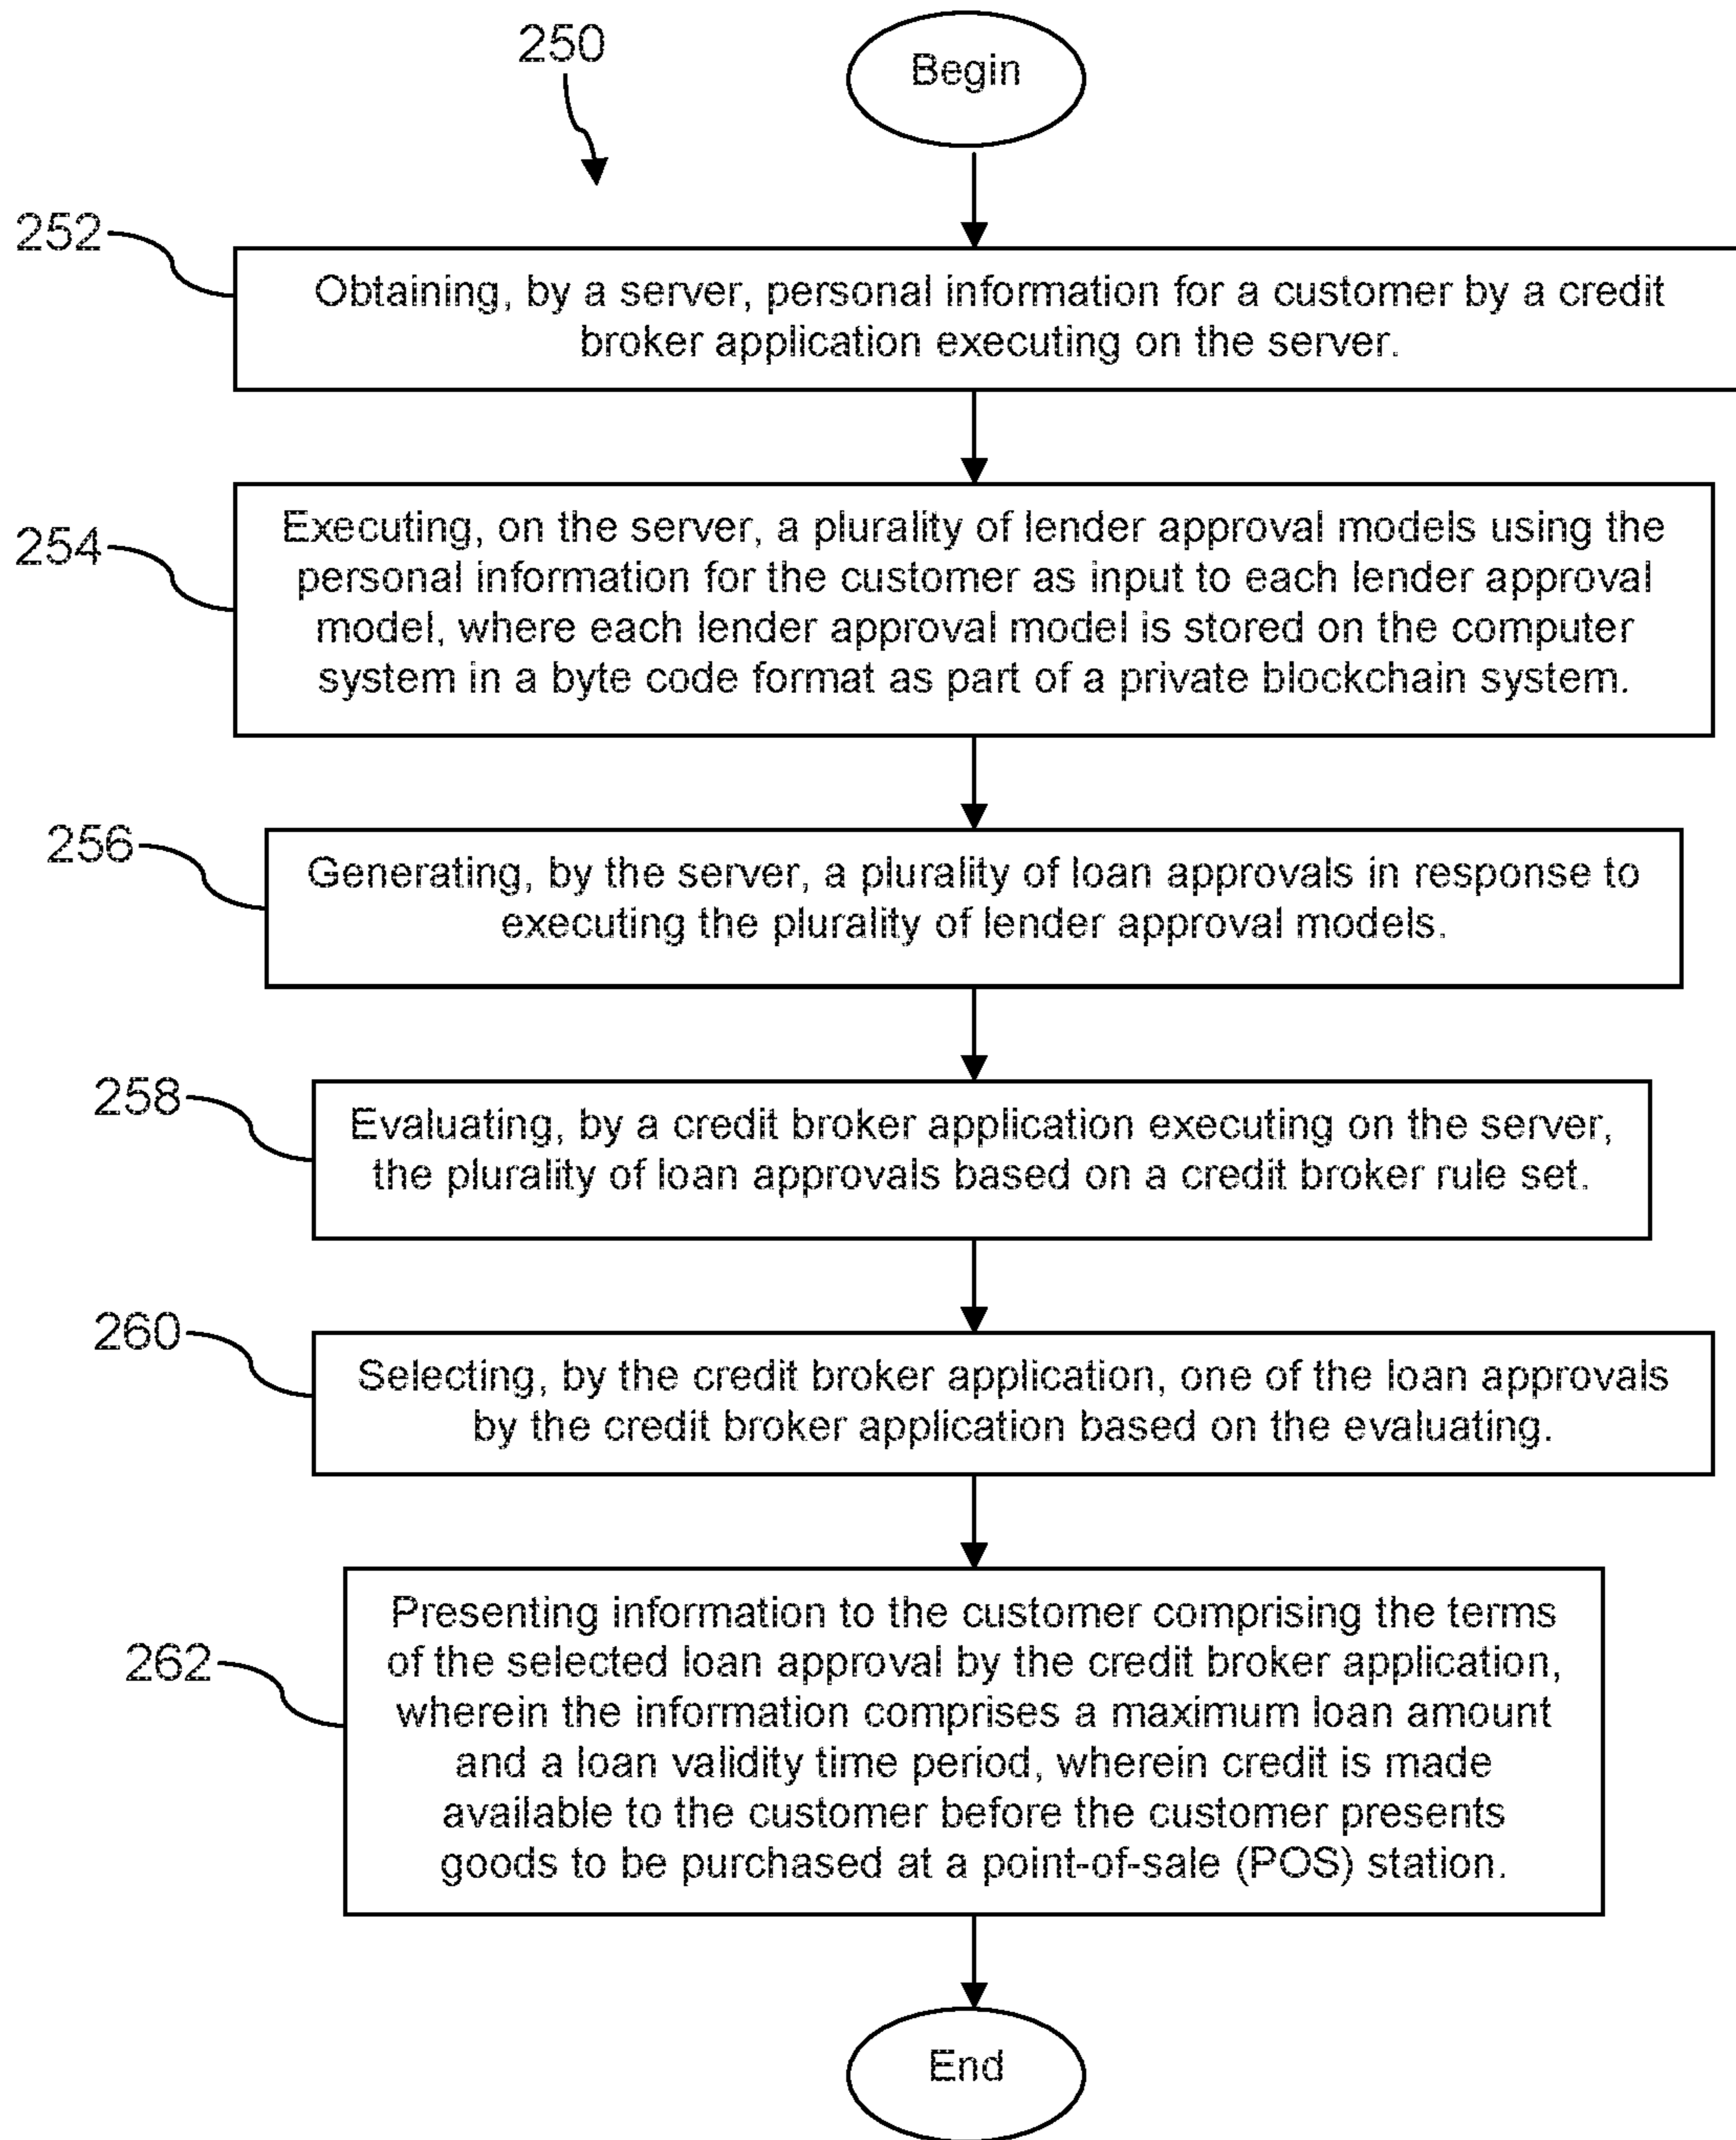 250
Begin
252
Obtaining, by a server, personal information for a customer by a credit
broker application executing on the server.
254
Executing, on the server, a plurality of lender approval models using the
personal information for the customer as input to each lender approval
model, where each lender approval model is stored on the computer
system in a byte code format as part of a private blockchain system.
256
Generating, by the server, a plurality of loan approvals in response to
executing the plurality of lender approval models.
258
Evaluating, by a credit broker application executing on the server,
the plurality of loan approvals based on a credit broker rule set.
260
Selecting, by the credit broker application, one of the loan approvals
by the credit broker application based on the evaluating.
262
Presenting information to the customer comprising the terms
of the selected loan approval by the credit broker application,
wherein the information comprises a maximum loan amount
and a loan validity time period, wherein credit is made
available to the customer before the customer presents
goods to be purchased at a point-of-sale (POS) station.
End